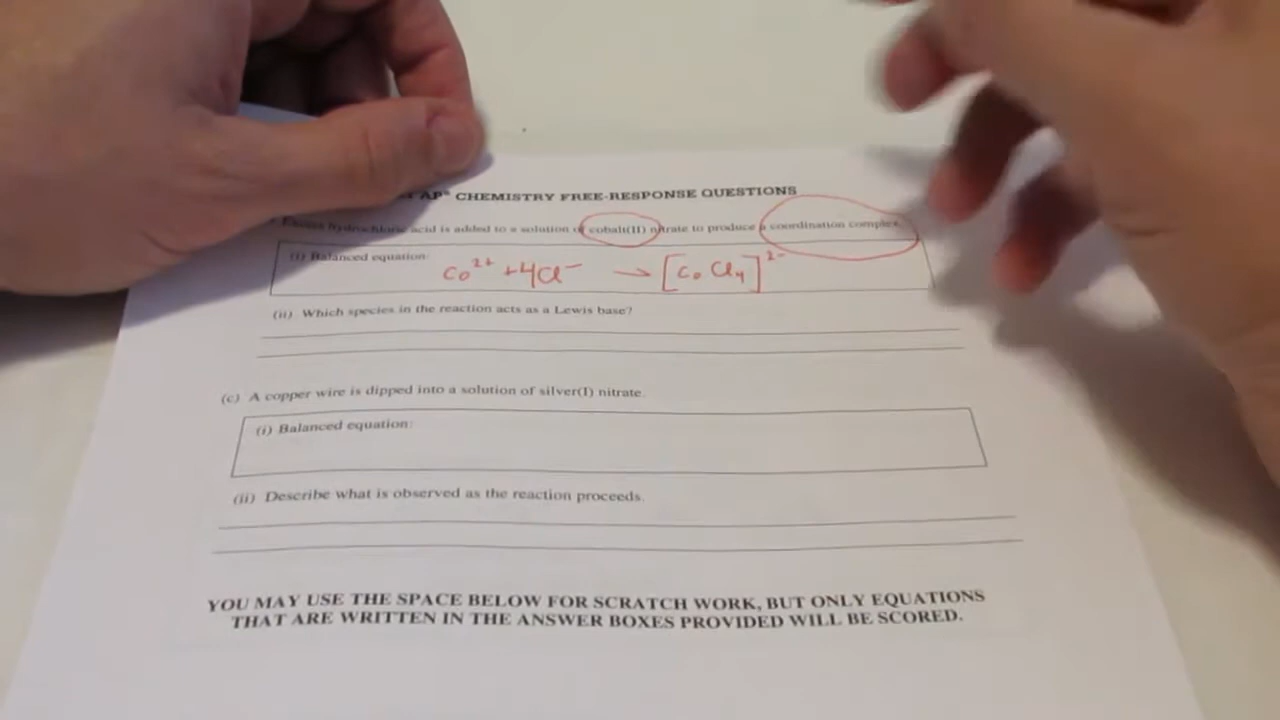 AP® CHEMISTRY FREE-RESPONSE QUESTIONS
Excess hydrochloric acid is added to a solution of cobalt(II) nitrate to produce a coordination complex.
(i) Balanced equation:
Co²⁺ + 4Cl⁻ → [CoCl₄]²⁻
(ii) Which species in the reaction acts as a Lewis base?
(c) A copper wire is dipped into a solution of silver(I) nitrate.
(i) Balanced equation:
(ii) Describe what is observed as the reaction proceeds.
YOU MAY USE THE SPACE BELOW FOR SCRATCH WORK, BUT ONLY EQUATIONS
THAT ARE WRITTEN IN THE ANSWER BOXES PROVIDED WILL BE SCORED.